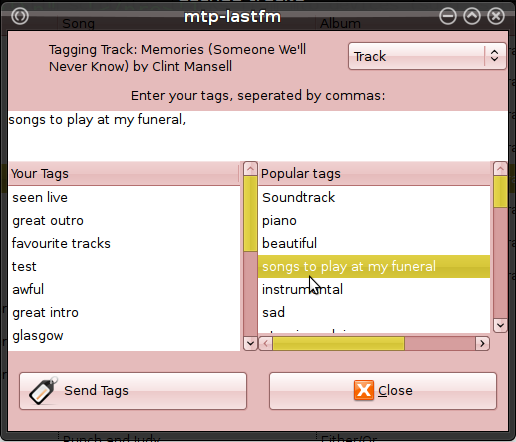 Song Album
mtp-lastfm
Tagging Track: Memories (Someone We'll
Never Know) by Clint Mansell
Track
Enter your tags, seperated by commas:
songs to play at my funeral,
Your Tags
seen live
great outro
favourite tracks
test
awful
great intro
glasgow
Popular tags
Soundtrack
piano
beautiful
songs to play at my funeral
instrumental
sad
Send Tags
Close
Punch and Judy Either/Or